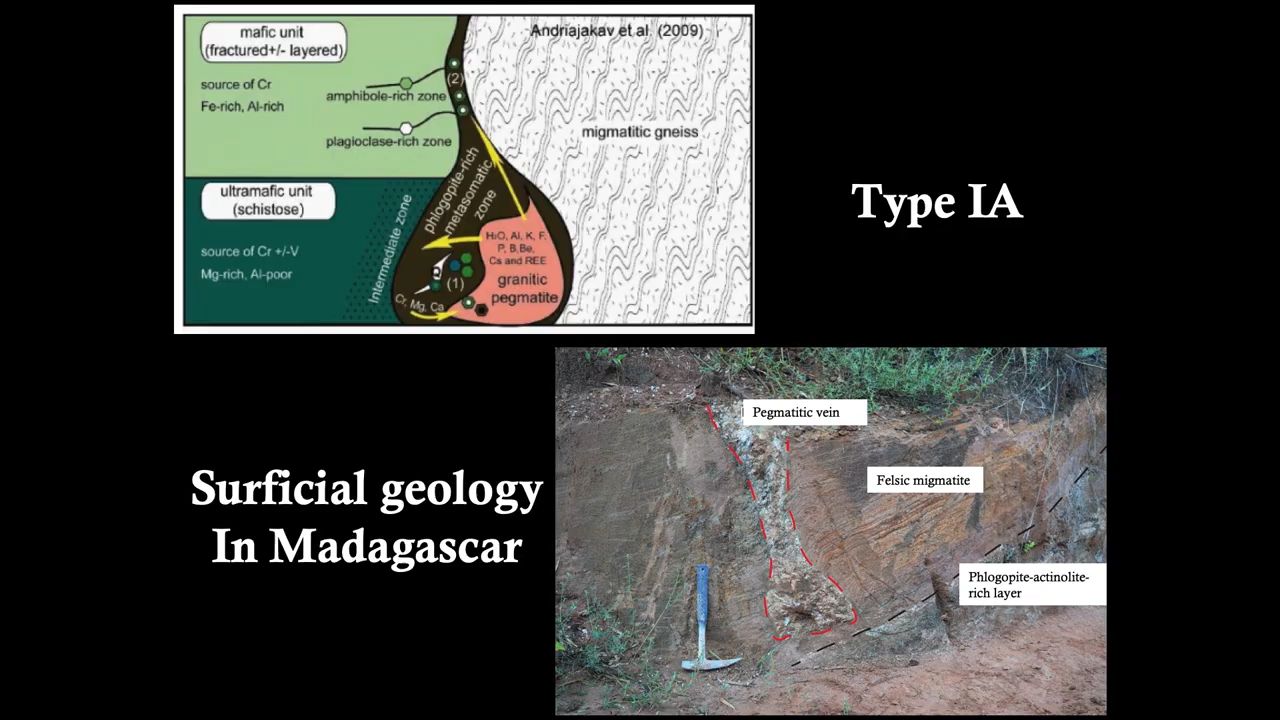 Andriajakav et al. (2009)
mafic unit
(fractured+/- layered)
source of Cr
Fe-rich, Al-rich
(2)
amphibole-rich zone
plagioclase-rich zone
migmatitic gneiss
ultramafic unit
(schistose)
source of Cr +/-V
Mg-rich, Al-poor
Intermediate zone
phlogopite-rich
metasomatic
zone
H₂O, Al, K, F,
P, B,Be,
Cs and REE
granitic
pegmatite
(1)
Cr, Mg, Ca
Type IA
Surficial geology
In Madagascar
Pegmatitic vein
Felsic migmatite
Phlogopite-actinolite-
rich layer